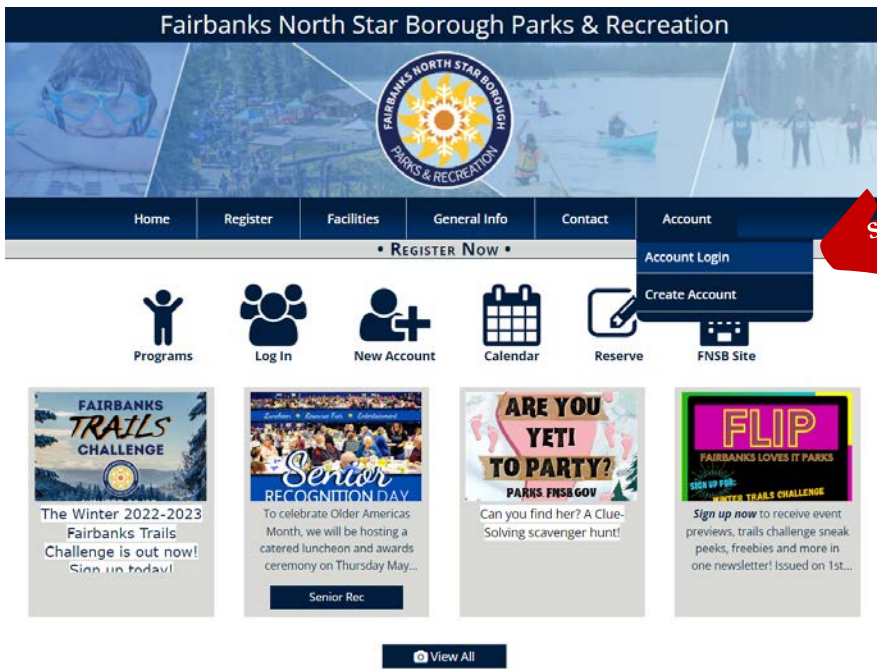 Fairbanks North Star Borough Parks & Recreation
FAIRBANKS NORTH STAR BOROUGH
PARKS & RECREATION
Home Register Facilities General Info Contact Account
S
• REGISTER NOW •
Account Login
Create Account
Programs Log In New Account Calendar Reserve FNSB Site
FAIRBANKS
TRAILS
CHALLENGE
The Winter 2022-2023
Fairbanks Trails
Challenge is out now!
Sign up today!
Luncheon Resource Fair Entertainment
Senior
RECOGNITION DAY
To celebrate Older Americas
Month, we will be hosting a
catered luncheon and awards
ceremony on Thursday May...
Senior Rec
ARE YOU
YETI
TO PARTY?
PARKS.FNSB.GOV
Can you find her? A Clue-
Solving scavenger hunt!
FLIP
FAIRBANKS LOVES IT PARKS
SIGN UP FOR:
WINTER TRAILS CHALLENGE
Sign up now to receive event
previews, trails challenge sneak
peeks, freebies and more in
one newsletter! Issued on 1st...
View All